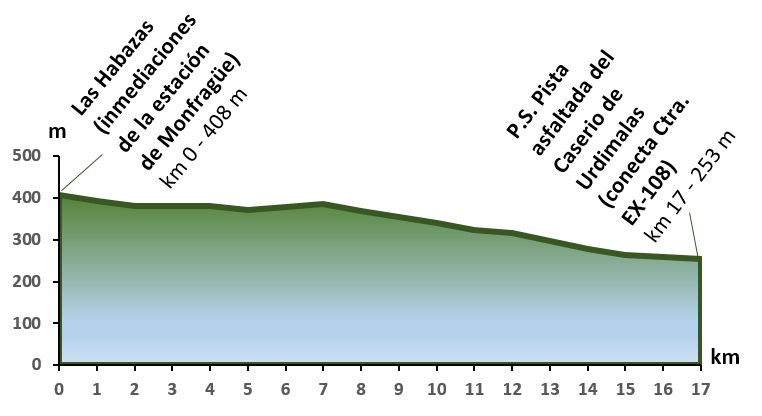 Las Habazas
(inmediaciones
de la estación
de Monfragüe)
km 0 - 408 m
P.S. Pista
asfaltada del
Caserio de
Urdimalas
(conecta Ctra.
EX-108)
km 17 - 253 m
m
500
400
300
200
100
0
0 1 2 3 4 5 6 7 8 9 10 11 12 13 14 15 16 17
km